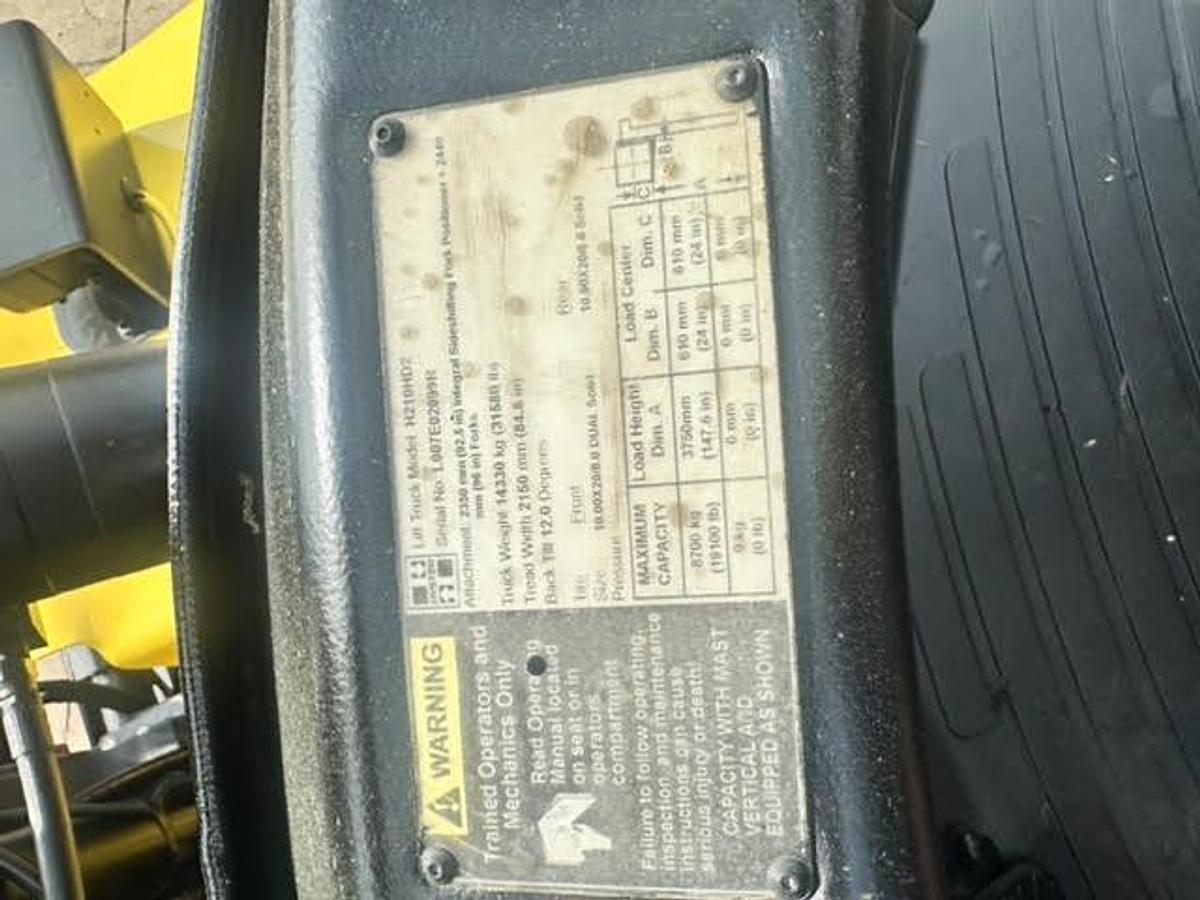 WARNING
Trained Operators and
Mechanics Only
Read Operating
Manual located
on seat or in
operators
compartment
Failure to follow operating,
inspection, and maintenance
instructions can cause
serious injury or death!
CAPACITY WITH MAST
VERTICAL AND
EQUIPPED AS SHOWN
Lift Truck Model H210HD2
Serial No. L007E02099R
Attachment: 2350 mm (92.5 in) Integral Sideshifting Fork Positioner + 2440
mm (96 in) Forks
Truck Weight 14330 kg (31580 lb)
Tread Width 2150 mm (84.6 in)
Back Tilt 12.0 Degrees
Tire Front Rear
Size 10.00X20/8.0 DUAL Solid 10.00X20/8.0 Solid
Pressure
MAXIMUM CAPACITY Load Height Dim. A Load Center Dim. B Dim. C
8700 kg 3750mm 610 mm 610 mm
(19100 lb) (147.6 in) (24 in) (24 in)
0 kg 0 mm 0 mm 0 mm
(0 lb) (0 in) (0 in) (0 in)
C B A